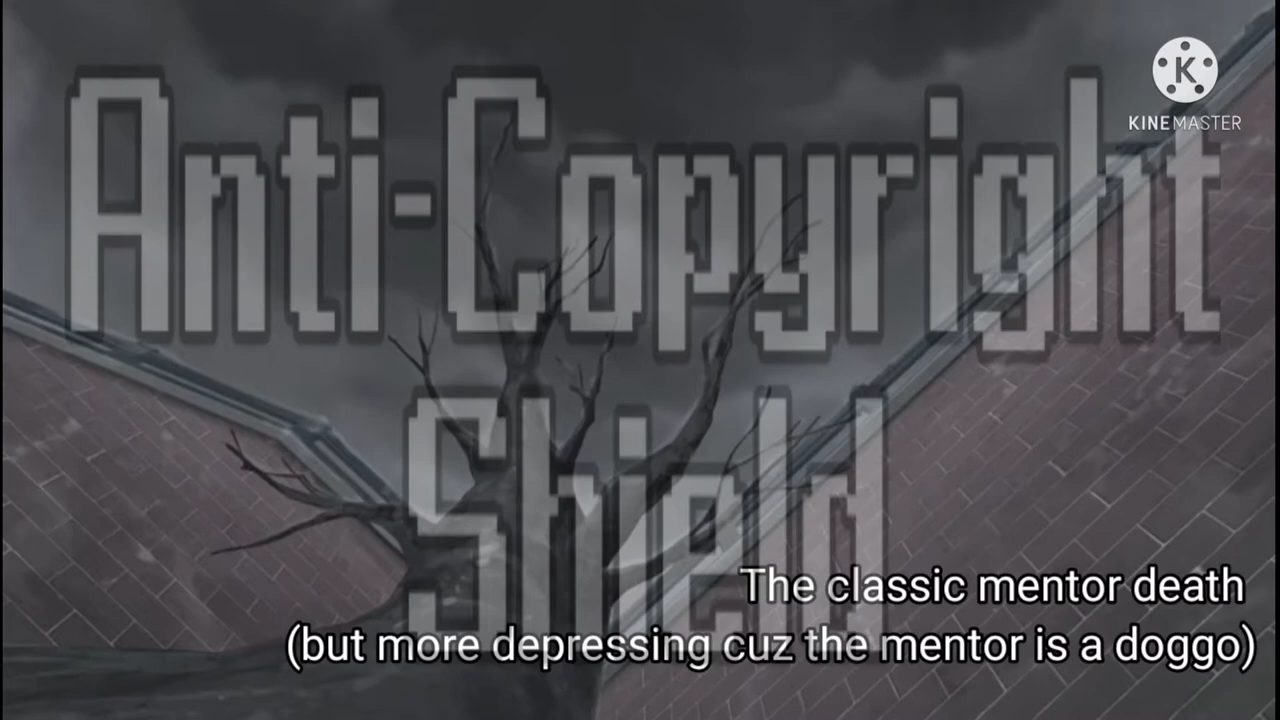 Anti-Copyright
Shield
KINEMASTER
The classic mentor death
(but more depressing cuz the mentor is a doggo)